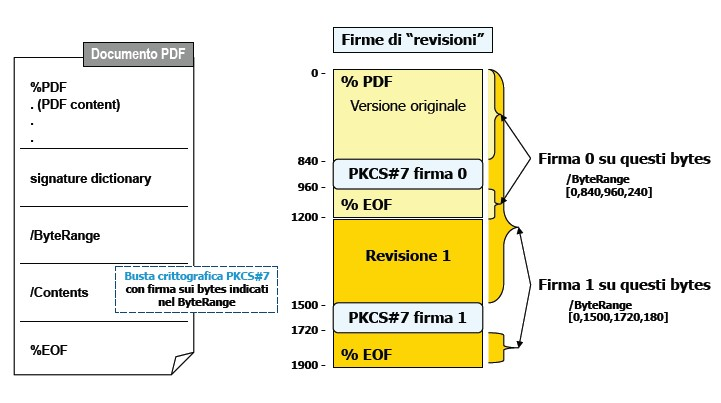 Documento PDF
%PDF
. (PDF content)
.
.
signature dictionary
/ByteRange
/Contents
%EOF
Busta crittografica PKCS#7
con firma sui bytes indicati
nel ByteRange
Firme di “revisioni”
0 -
% PDF
Versione originale
840 -
PKCS#7 firma 0
960 -
% EOF
1200 -
Revisione 1
1500 -
PKCS#7 firma 1
1720 -
% EOF
1900 -
Firma 0 su questi bytes
/ByteRange
[0,840,960,240]
Firma 1 su questi bytes
/ByteRange
[0,1500,1720,180]